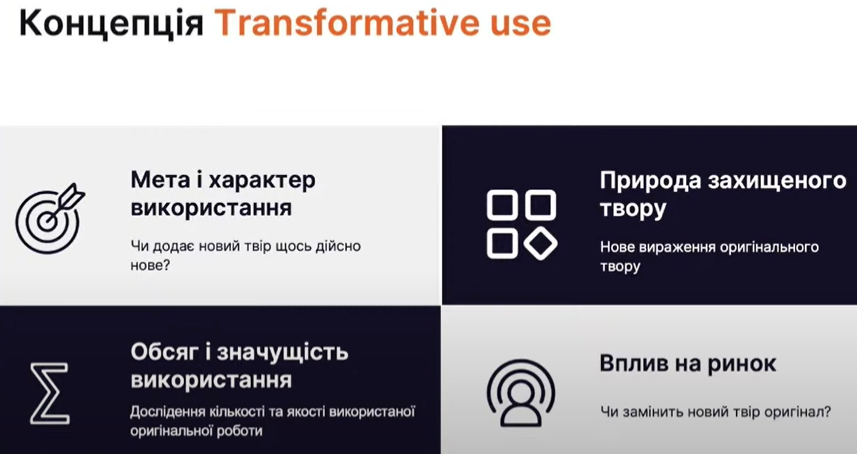 Концепція Transformative use
Мета і характер
використання
Чи додає новий твір щось дійсно
нове?
Природа захищеного
твору
Нове вираження оригінального
твору
Обсяг і значущість
використання
Дослідення кількості та якості використаної
оригінальної роботи
Вплив на ринок
Чи замінить новий твір оригінал?